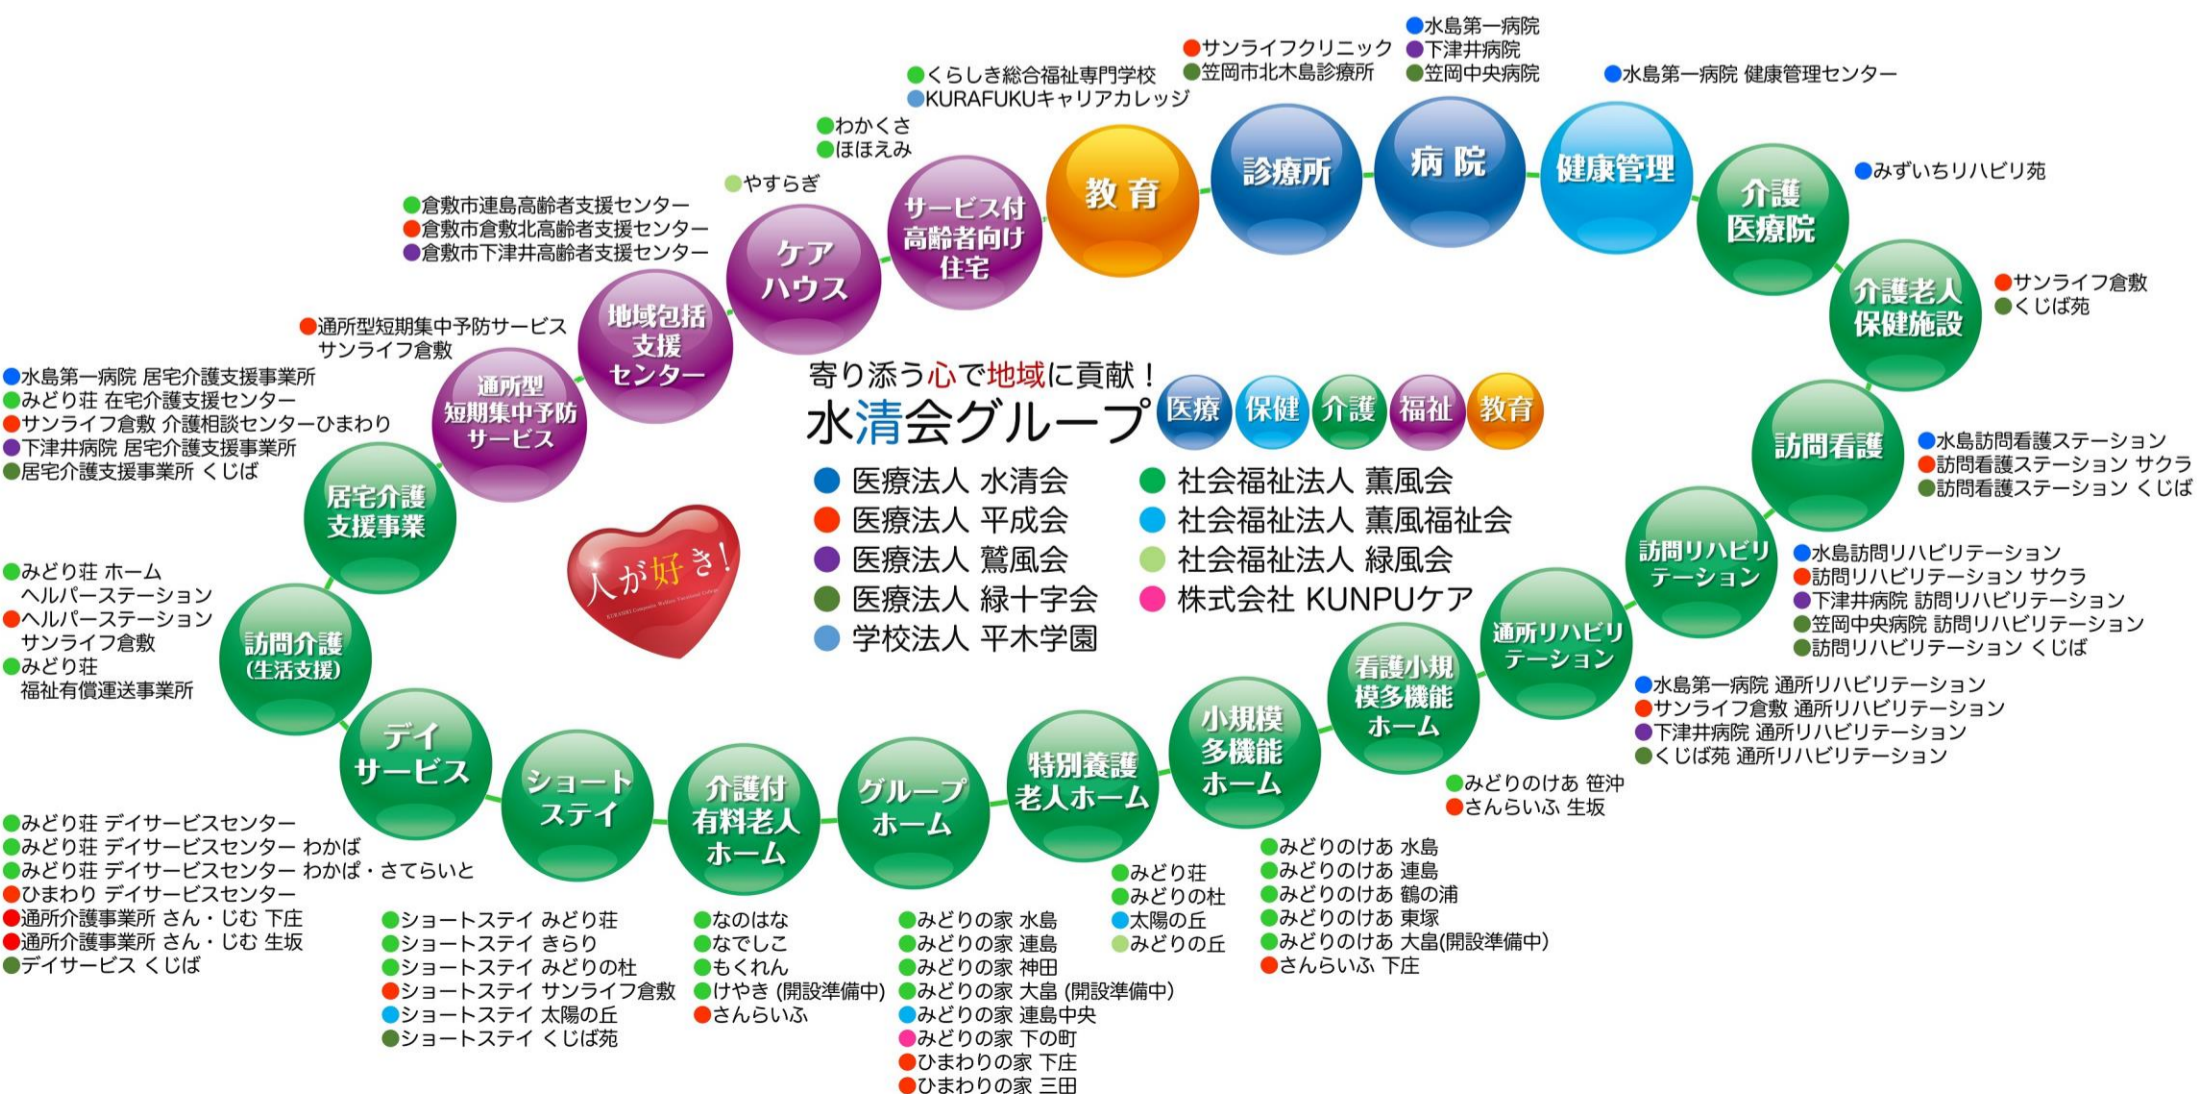 水島第一病院
下津井病院
笠岡中央病院
サンライフクリニック
笠岡市北木島診療所
水島第一病院 健康管理センター
くらしき総合福祉専門学校
KURAFUKUキャリアカレッジ
わかくさ
ほほえみ
やすらぎ
倉敷市連島高齢者支援センター
倉敷市倉敷北高齢者支援センター
倉敷市下津井高齢者支援センター
通所型短期集中予防サービス
サンライフ倉敷
水島第一病院 居宅介護支援事業所
みどり荘 在宅介護支援センター
サンライフ倉敷 介護相談センターひまわり
下津井病院 居宅介護支援事業所
居宅介護支援事業所 くじば
みどり荘 ホーム
ヘルパーステーション
ヘルパーステーション
サンライフ倉敷
みどり荘
福祉有償運送事業所
教育
診療所
病院
健康管理
介護
医療院
みずいちリハビリ苑
介護老人
保健施設
サンライフ倉敷
くじば苑
サービス付
高齢者向け
住宅
ケア
ハウス
地域包括
支援
センター
通所型
短期集中予防
サービス
居宅介護
支援事業
訪問介護
(生活支援)
寄り添う心で地域に貢献！
水清会グループ
医療
保健
介護
福祉
教育
医療法人 水清会
医療法人 平成会
医療法人 鷲風会
医療法人 緑十字会
学校法人 平木学園
社会福祉法人 薫風会
社会福祉法人 薫風福祉会
社会福祉法人 緑風会
株式会社 KUNPUケア
人が好き!
訪問看護
水島訪問看護ステーション
訪問看護ステーション サクラ
訪問看護ステーション くじば
訪問リハビリ
テーション
水島訪問リハビリテーション
訪問リハビリテーション サクラ
下津井病院 訪問リハビリテーション
笠岡中央病院 訪問リハビリテーション
訪問リハビリテーション くじば
通所リハビリ
テーション
水島第一病院 通所リハビリテーション
サンライフ倉敷 通所リハビリテーション
下津井病院 通所リハビリテーション
くじば苑 通所リハビリテーション
看護小規
模多機能
ホーム
みどりのけあ 笹沖
さんらいふ 生坂
小規模
多機能
ホーム
みどりのけあ 水島
みどりのけあ 連島
みどりのけあ 鶴の浦
みどりのけあ 東塚
みどりのけあ 大畠(開設準備中)
さんらいふ 下庄
特別養護
老人ホーム
みどり荘
みどりの杜
太陽の丘
みどりの丘
グループ
ホーム
みどりの家 水島
みどりの家 連島
みどりの家 神田
みどりの家 大畠 (開設準備中)
みどりの家 連島中央
みどりの家 下の町
ひまわりの家 下庄
ひまわりの家 三田
介護付
有料老人
ホーム
なのはな
なでしこ
もくれん
けやき (開設準備中)
さんらいふ
ショート
ステイ
ショートステイ みどり荘
ショートステイ きらり
ショートステイ みどりの杜
ショートステイ サンライフ倉敷
ショートステイ 太陽の丘
ショートステイ くじば苑
デイ
サービス
みどり荘 デイサービスセンター
みどり荘 デイサービスセンター わかば
みどり荘 デイサービスセンター わかば・さてらいと
ひまわり デイサービスセンター
通所介護事業所 さん・じむ 下庄
通所介護事業所 さん・じむ 生坂
デイサービス くじば